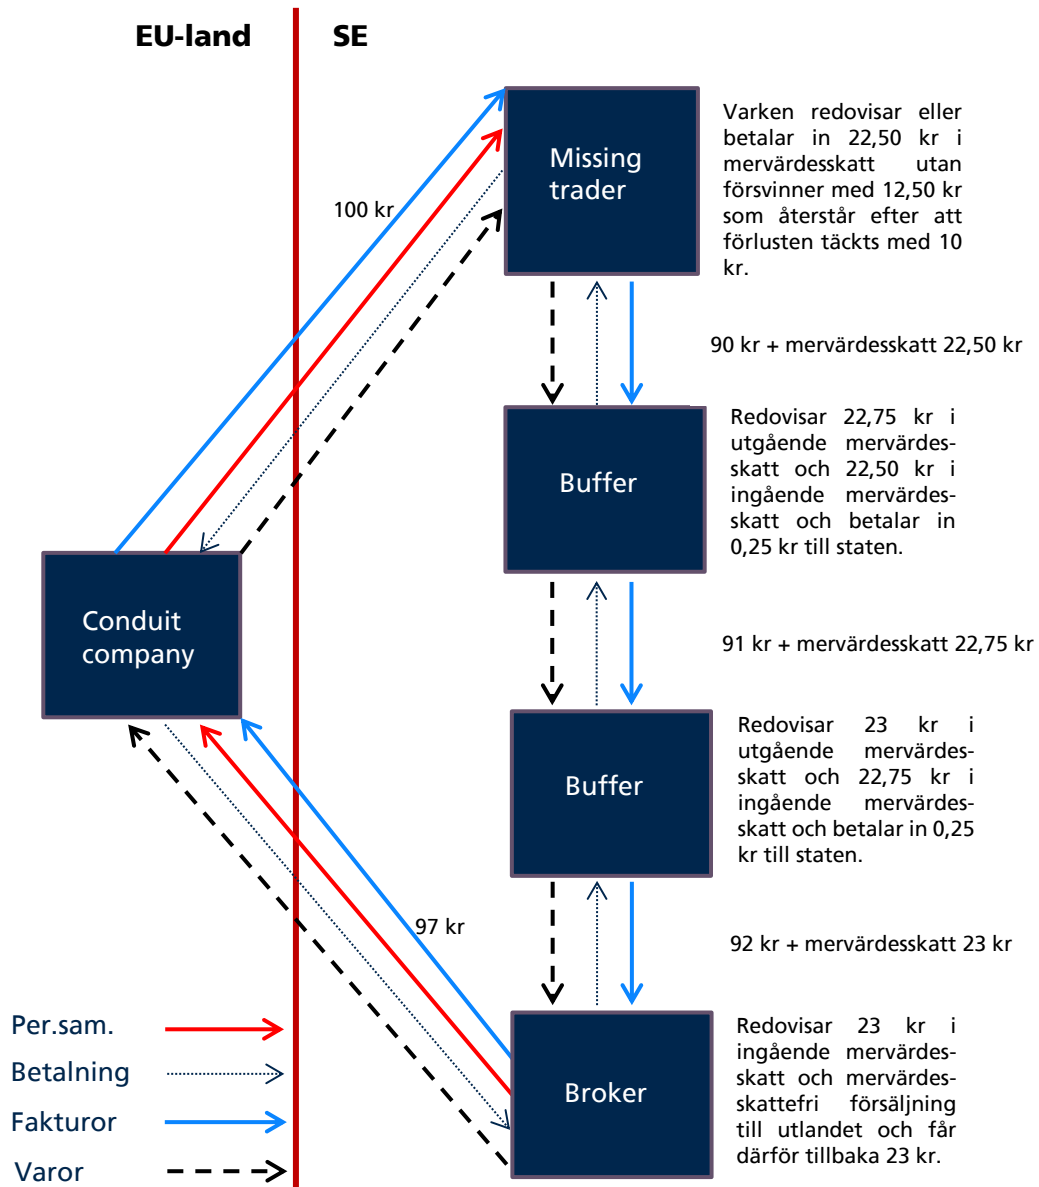 EU-land
SE
Missing
trader
Varken redovisar eller
betalar in 22,50 kr i
mervärdesskatt utan
försvinner med 12,50 kr
som återstår efter att
förlusten täckts med 10
kr.
100 kr
90 kr + mervärdesskatt 22,50 kr
Buffer
Redovisar 22,75 kr i
utgående mervärdes-
skatt och 22,50 kr i
ingående mervärdes-
skatt och betalar in
0,25 kr till staten.
Conduit
company
91 kr + mervärdesskatt 22,75 kr
Buffer
Redovisar 23 kr i
utgående mervärdes-
skatt och 22,75 kr i
ingående mervärdes-
skatt och betalar in 0,25
kr till staten.
97 kr
92 kr + mervärdesskatt 23 kr
Broker
Redovisar 23 kr i
ingående mervärdes-
skatt och mervärdes-
skattefri försäljning
till utlandet och får
därför tillbaka 23 kr.
Per.sam.
Betalning
Fakturor
Varor